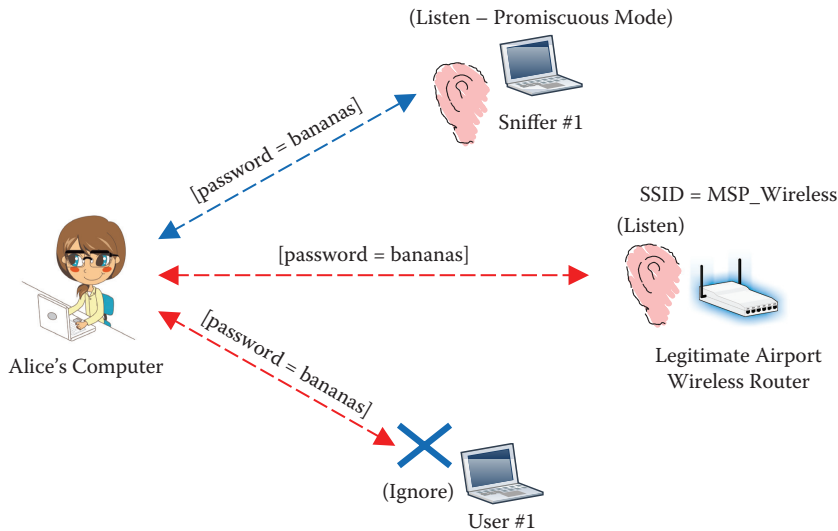 (Listen – Promiscuous Mode)
Sniffer #1
[password = bananas]
SSID = MSP_Wireless
(Listen)
[password = bananas]
Legitimate Airport
Wireless Router
Alice's Computer
[password = bananas]
(Ignore)
User #1